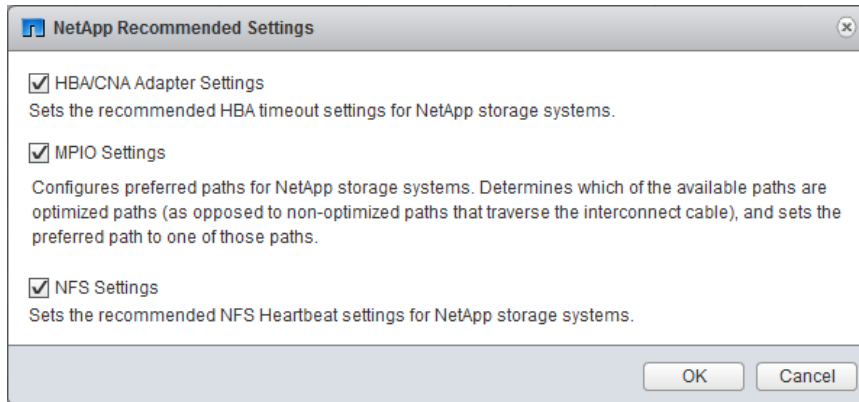 NetApp Recommended Settings
HBA/CNA Adapter Settings
Sets the recommended HBA timeout settings for NetApp storage systems.
MPIO Settings
Configures preferred paths for NetApp storage systems. Determines which of the available paths are
optimized paths (as opposed to non-optimized paths that traverse the interconnect cable), and sets the
preferred path to one of those paths.
NFS Settings
Sets the recommended NFS Heartbeat settings for NetApp storage systems.
OK Cancel